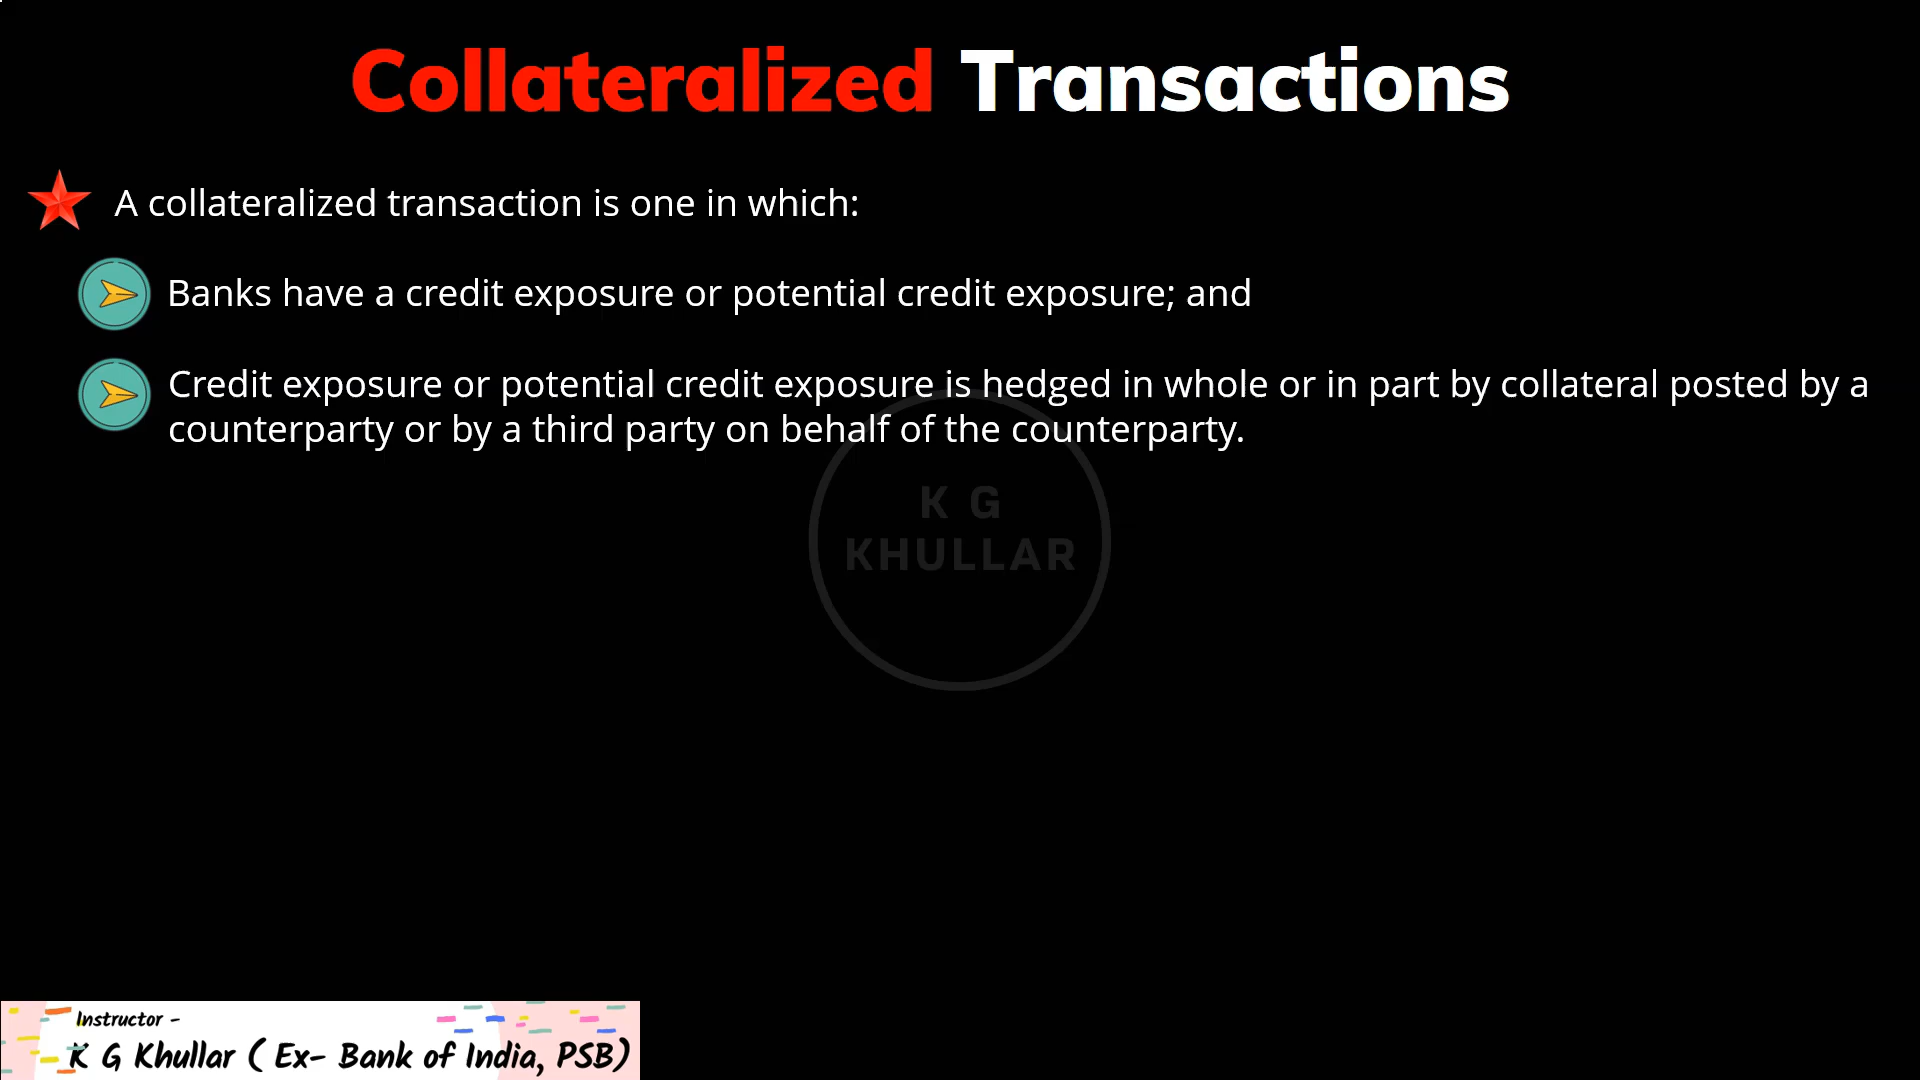 Collateralized Transactions
A collateralized transaction is one in which:
Banks have a credit exposure or potential credit exposure; and
Credit exposure or potential credit exposure is hedged in whole or in part by collateral posted by a
counterparty or by a third party on behalf of the counterparty.
K G
KHULLAR
Instructor -
K G Khullar ( Ex- Bank of India, PSB)